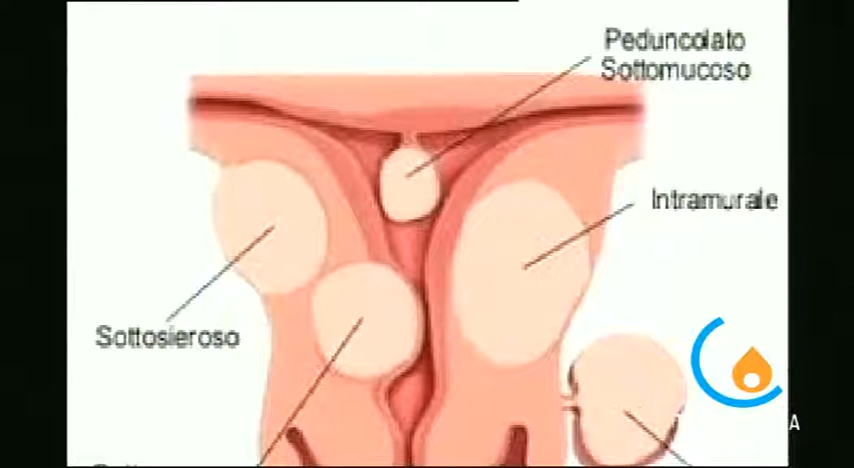 Peduncolato
Sottomucoso
Intramurale
Sottosieroso
A